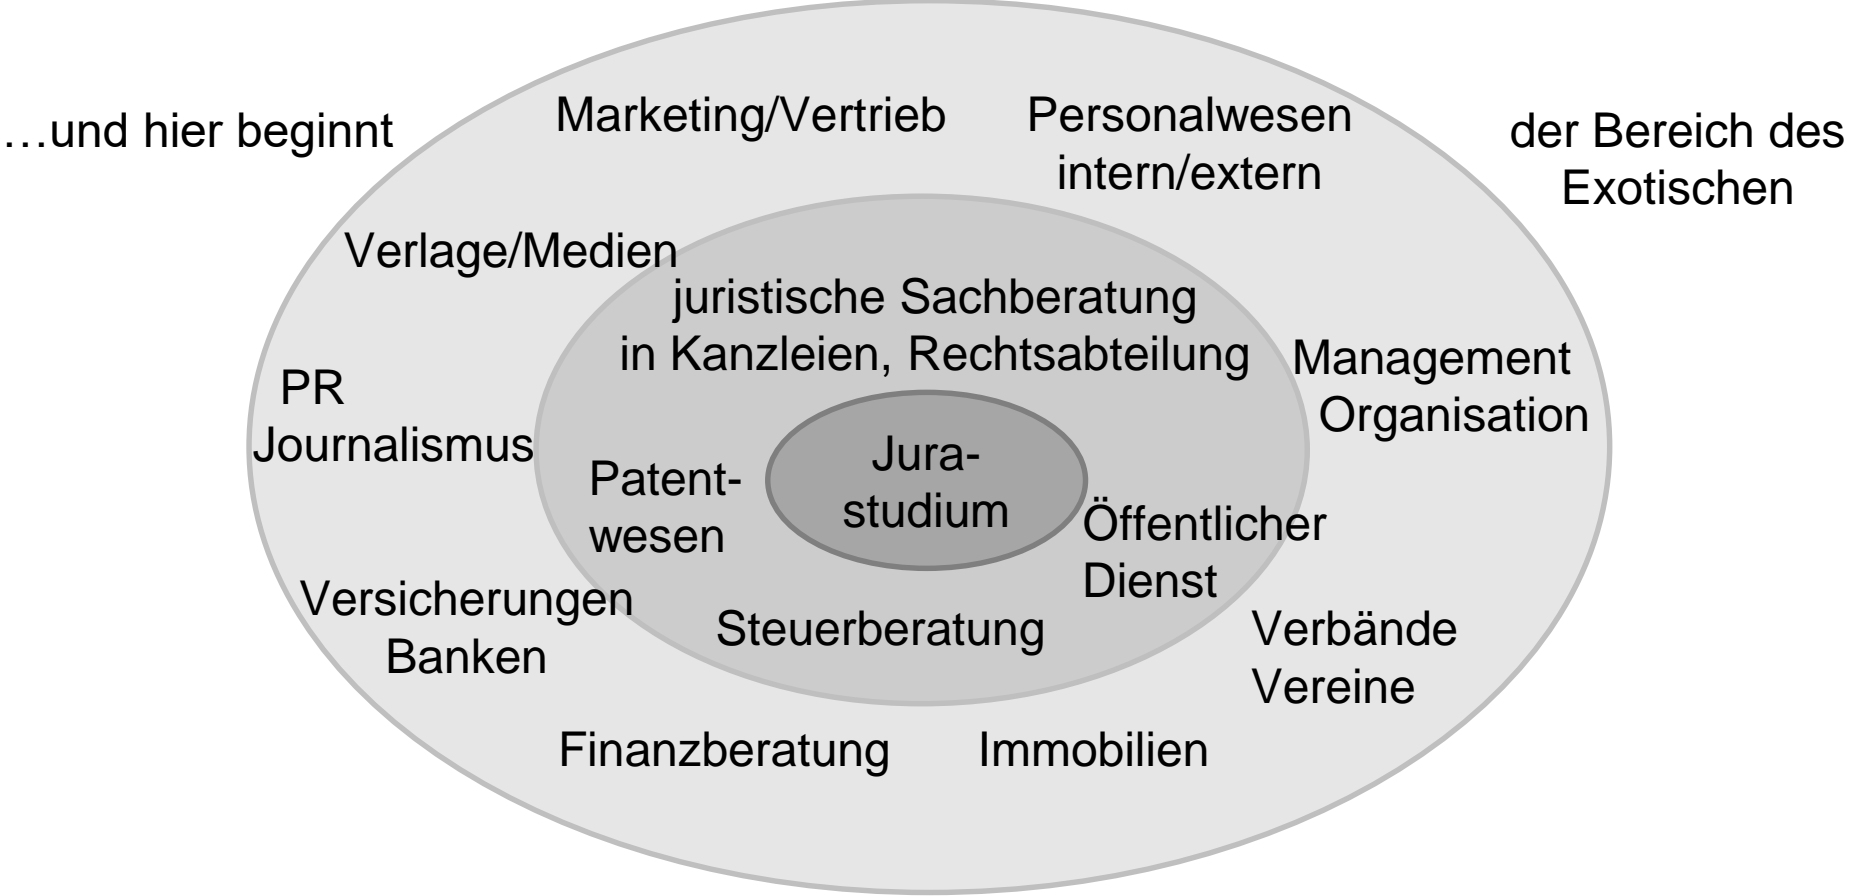 …und hier beginnt
Marketing/Vertrieb
Personalwesen
intern/extern
der Bereich des
Exotischen
Verlage/Medien
juristische Sachberatung
in Kanzleien, Rechtsabteilung
Management
Organisation
PR
Journalismus
Patent-
wesen
Jura-
studium
Öffentlicher
Dienst
Versicherungen
Banken
Steuerberatung
Verbände
Vereine
Finanzberatung
Immobilien